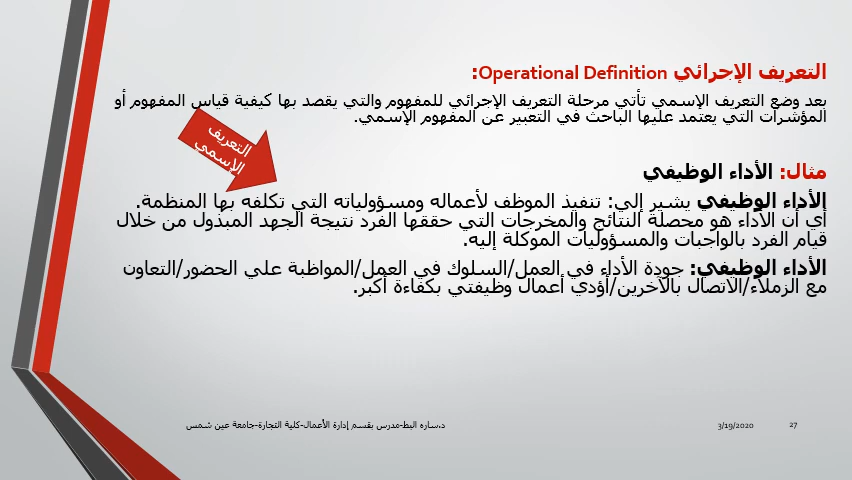 التعريف الإجرائي Operational Definition:
بعد وضع التعريف الإسمي تأتي مرحلة التعريف الإجرائي للمفهوم والتي يقصد بها كيفية قياس المفهوم أو
المؤشرات التي يعتمد عليها الباحث في التعبير عن المفهوم الإسمي.
التعريف
الإسمي
مثال: الأداء الوظيفي
الأداء الوظيفي يشير إلي: تنفيذ الموظف لأعماله ومسؤولياته التي تكلفه بها المنظمة.
أي أن الأداء هو محصلة النتائج والمخرجات التي حققها الفرد نتيجة الجهد المبذول من خلال
قيام الفرد بالواجبات والمسؤوليات الموكلة إليه.
الأداء الوظيفي: جودة الأداء في العمل/السلوك في العمل/المواظبة علي الحضور/التعاون
مع الزملاء/الاتصال بالآخرين/أؤدي أعمال وظيفتي بكفاءة أكبر.
د.ساره البط-مدرس بقسم إدارة الأعمال-كلية التجارة-جامعة عين شمس
3/19/2020
27